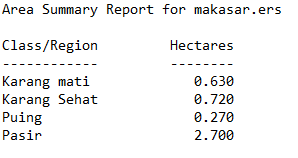 Area Summary Report for makasar.ers
Class/Region Hectares
------------- --------
Karang mati 0.630
Karang Sehat 0.720
Puing 0.270
Pasir 2.700